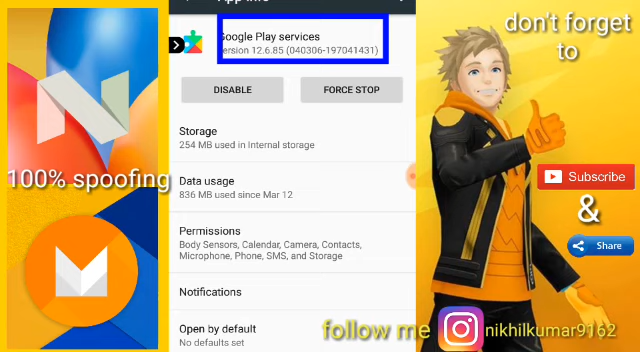 100% spoofing
App info
Google Play services
version 12.6.85 (040306-197041431)
DISABLE
FORCE STOP
Storage
254 MB used in Internal storage
Data usage
836 MB used since Mar 12
Permissions
Body Sensors, Calendar, Camera, Contacts,
Microphone, Phone, SMS, and Storage
Notifications
Open by default
No defaults set
don't forget
to
Subscribe
&
Share
follow me
nikhilkumar9162